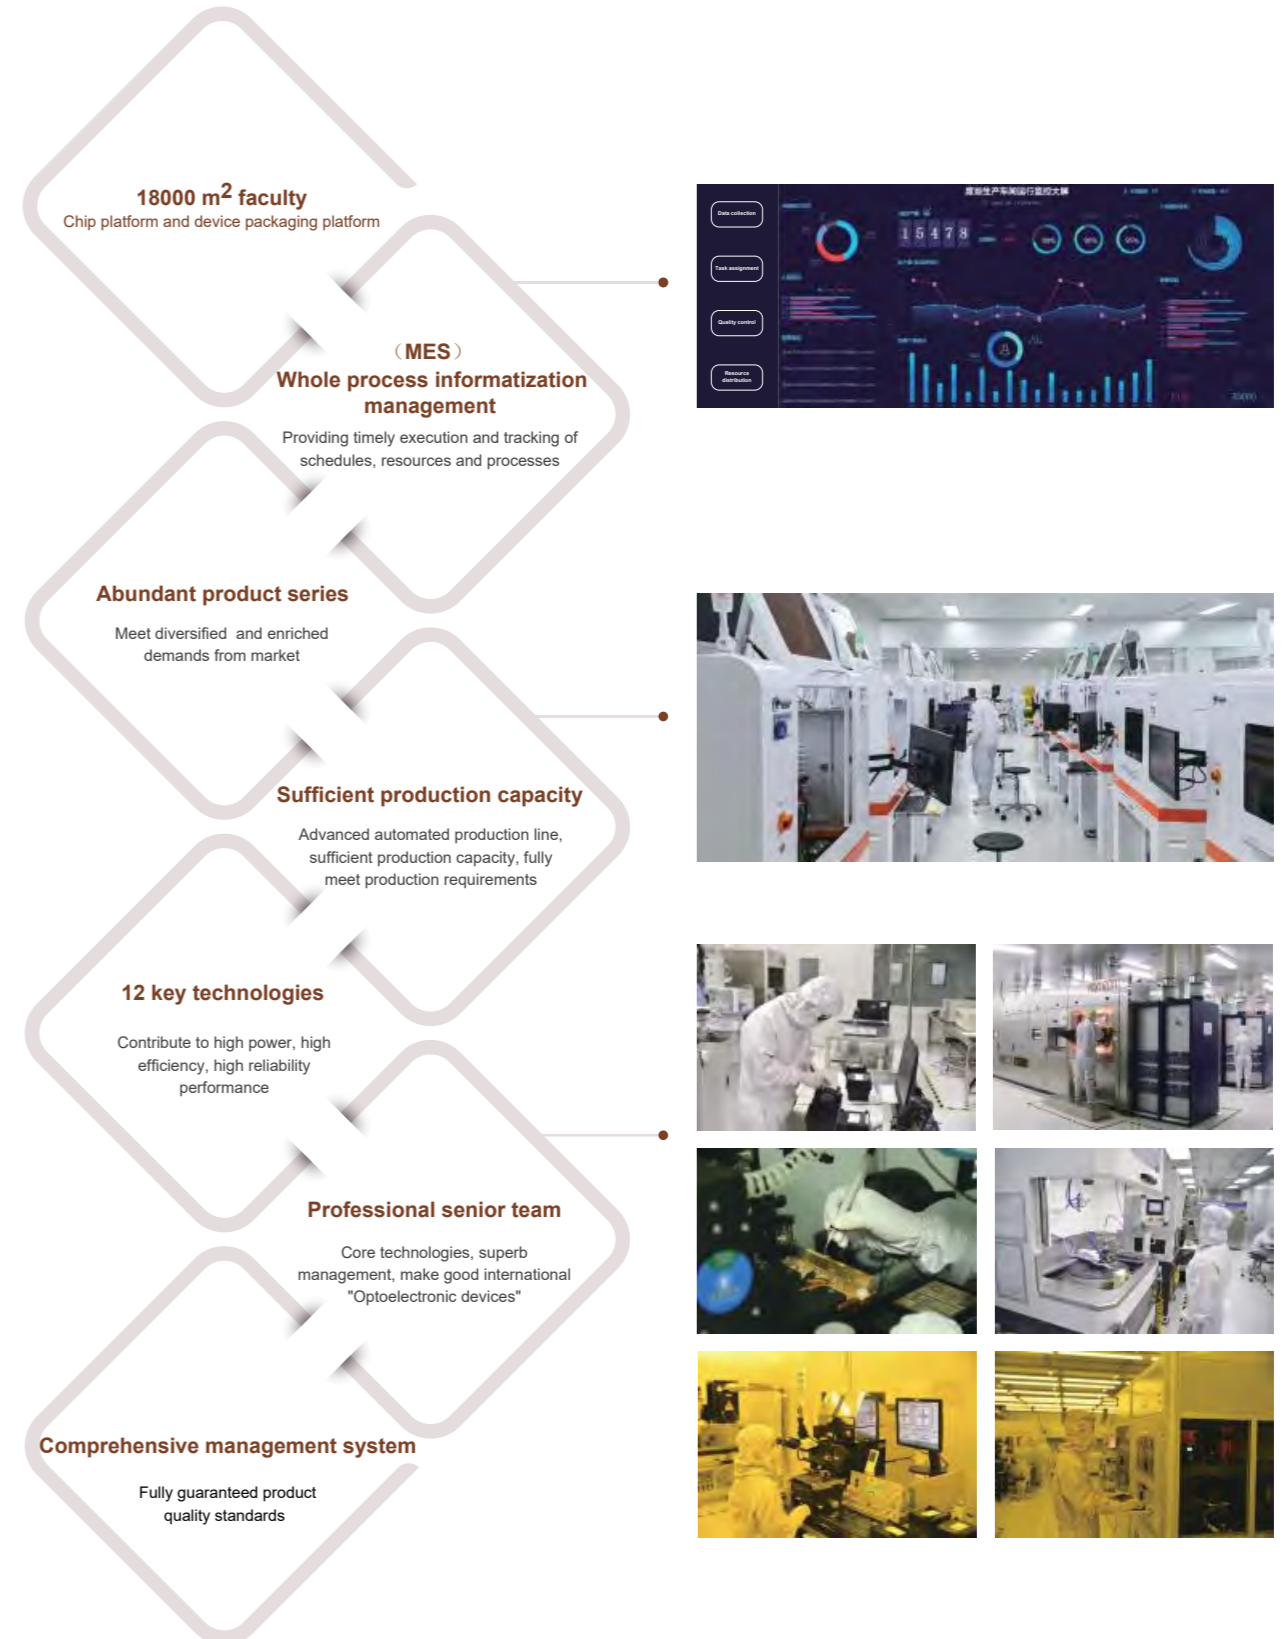 18000 m² faculty
Chip platform and device packaging platform
（MES）
Whole process informatization
management
Providing timely execution and tracking of
schedules, resources and processes
Abundant product series
Meet diversified and enriched
demands from market
Sufficient production capacity
Advanced automated production line,
sufficient production capacity, fully
meet production requirements
12 key technologies
Contribute to high power, high
efficiency, high reliability
performance
Professional senior team
Core technologies, superb
management, make good international
"Optoelectronic devices"
Comprehensive management system
Fully guaranteed product
quality standards
Data collection
Task assignment
Quality control
Resource
distribution
15478